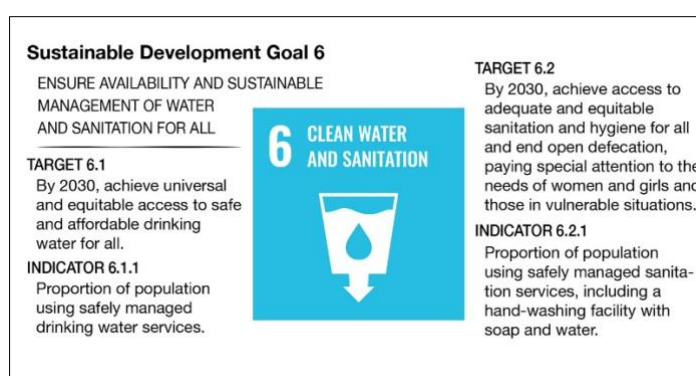 Sustainable Development Goal 6
ENSURE AVAILABILITY AND SUSTAINABLE
MANAGEMENT OF WATER
AND SANITATION FOR ALL
TARGET 6.1
By 2030, achieve universal
and equitable access to safe
and affordable drinking
water for all.
INDICATOR 6.1.1
Proportion of population
using safely managed
drinking water services.
6 CLEAN WATER
AND SANITATION
TARGET 6.2
By 2030, achieve access to
adequate and equitable
sanitation and hygiene for all
and end open defecation,
paying special attention to the
needs of women and girls and
those in vulnerable situations.
INDICATOR 6.2.1
Proportion of population
using safely managed sanita-
tion services, including a
hand-washing facility with
soap and water.